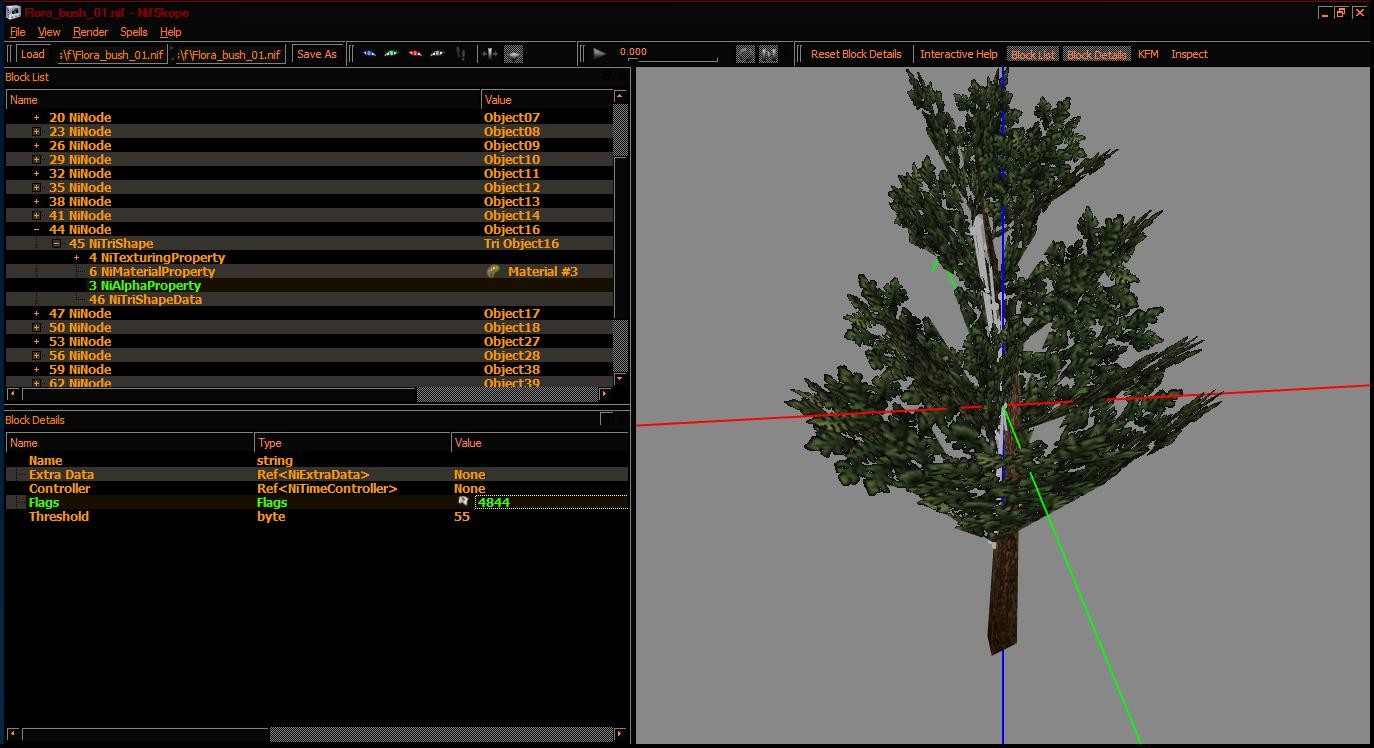 Flora_bush_01.nif - NifSkope
File View Render Spells Help
Load :\f\Flora_bush_01.nif :\f\Flora_bush_01.nif Save As 0.000 Reset Block Details Interactive Help Block List Block Details KFM Inspect
Block List
Name Value
+ 20 NiNode Object07
+ 23 NiNode Object08
+ 26 NiNode Object09
+ 29 NiNode Object10
+ 32 NiNode Object11
+ 35 NiNode Object12
+ 38 NiNode Object13
+ 41 NiNode Object14
- 44 NiNode Object16
- 45 NiTriShape Tri Object16
+ 4 NiTexturingProperty
6 NiMaterialProperty Material #3
3 NiAlphaProperty
46 NiTriShapeData
+ 47 NiNode Object17
+ 50 NiNode Object18
+ 53 NiNode Object27
+ 56 NiNode Object28
+ 59 NiNode Object38
+ 62 NiNode Object39
Block Details
Name Type Value
Name string
Extra Data Ref<NiExtraData> None
Controller Ref<NiTimeController> None
Flags Flags 4844
Threshold byte 55